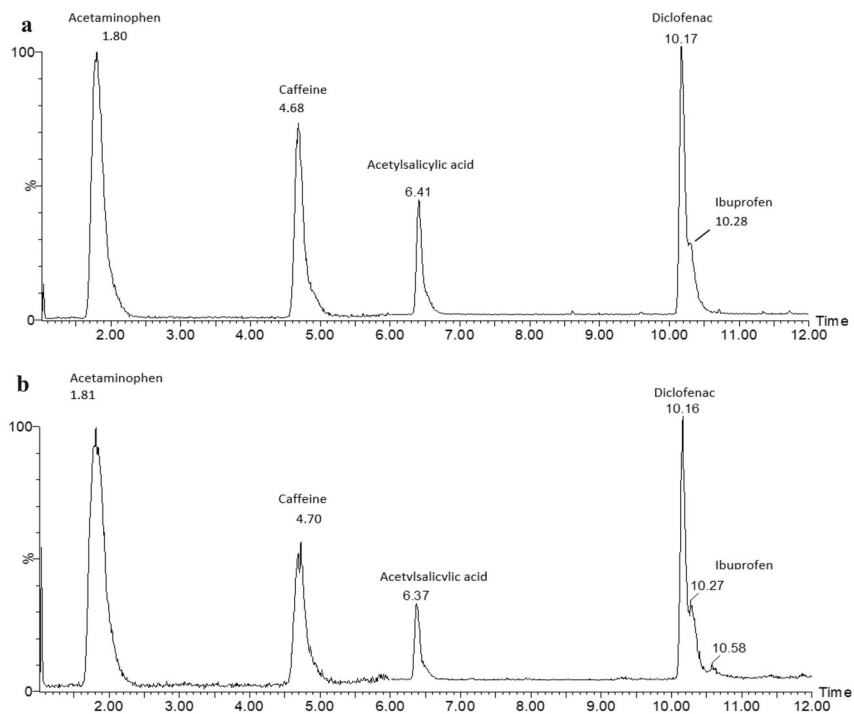 a
Acetaminophen
1.80
Diclofenac
10.17
Caffeine
4.68
Acetylsalicylic acid
6.41
Ibuprofen
10.28
100
%
0
2.00 3.00 4.00 5.00 6.00 7.00 8.00 9.00 10.00 11.00 12.00 Time
b
Acetaminophen
1.81
Diclofenac
10.16
Caffeine
4.70
Acetylsalicylic acid
6.37
Ibuprofen
10.27
10.58
100
%
0
2.00 3.00 4.00 5.00 6.00 7.00 8.00 9.00 10.00 11.00 12.00 Time